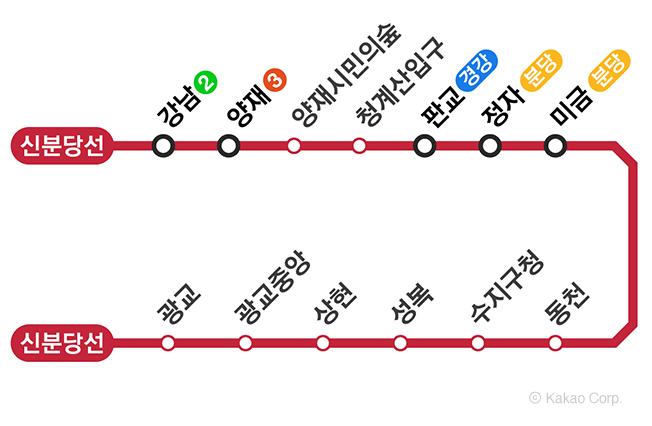 신분당선
강남 2
양재 3
양재시민의숲
청계산입구
판교 경강
정자 분당
미금 분당
신분당선
광교
광교중앙
상현
성복
수지구청
동천
ⓒ Kakao Corp.